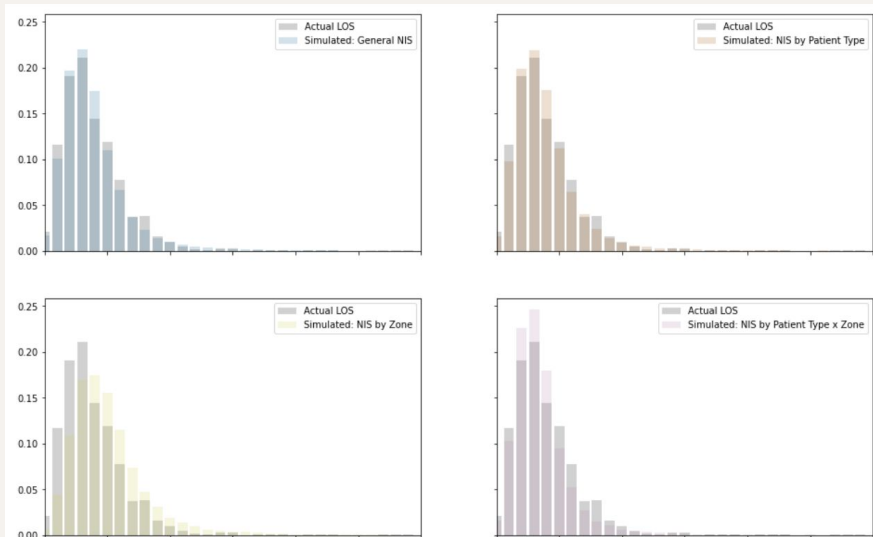 0.25
0.20
0.15
0.10
0.05
0.00
Actual LOS
Simulated: General NIS
Actual LOS
Simulated: NIS by Patient Type
0.25
0.20
0.15
0.10
0.05
0.00
Actual LOS
Simulated: NIS by Zone
Actual LOS
Simulated: NIS by Patient Type x Zone